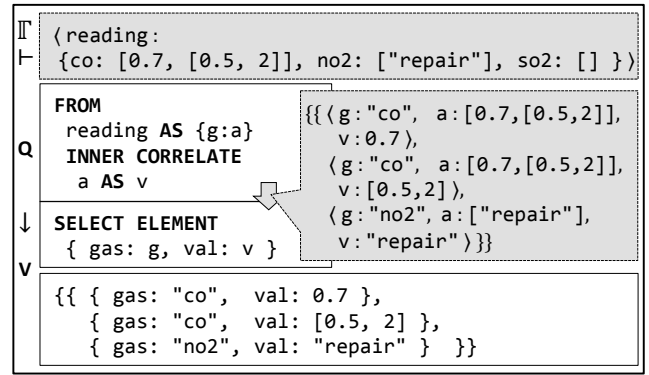 Γ
⊢
⟨reading:
{co: [0.7, [0.5, 2]], no2: ["repair"], so2: [] }⟩
Q
FROM
reading AS {g:a}
INNER CORRELATE
a AS v
{{⟨g:"co", a:[0.7,[0.5,2]],
v:0.7⟩,
⟨g:"co", a:[0.7,[0.5,2]],
v:[0.5,2]⟩,
⟨g:"no2", a:["repair"],
v:"repair"⟩}}
↓
SELECT ELEMENT
{ gas: g, val: v }
V
{{ { gas: "co", val: 0.7 },
{ gas: "co", val: [0.5, 2] },
{ gas: "no2", val: "repair" } }}